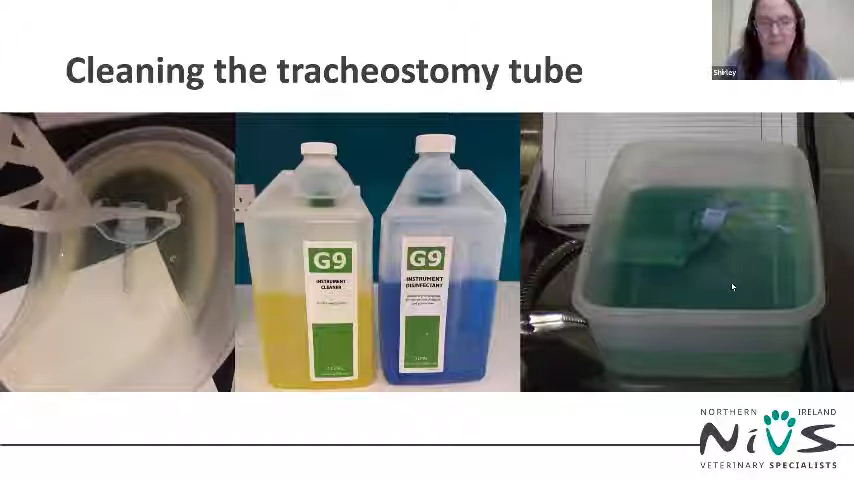 Cleaning the tracheostomy tube
Shirley
G9
INSTRUMENT
CLEANER
G9
INSTRUMENT
DISINFECTANT
NORTHERN IRELAND
NiVS
VETERINARY SPECIALISTS